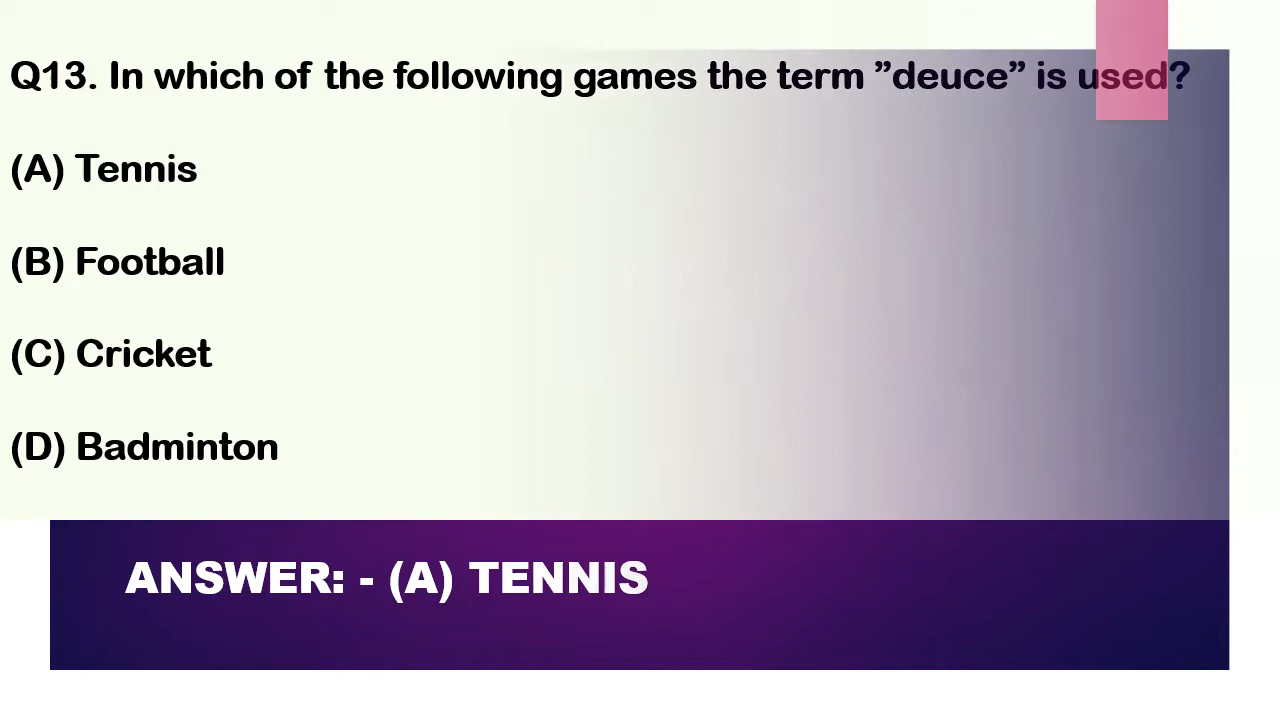 Q13. In which of the following games the term ”deuce” is used?
(A) Tennis
(B) Football
(C) Cricket
(D) Badminton
ANSWER: - (A) TENNIS